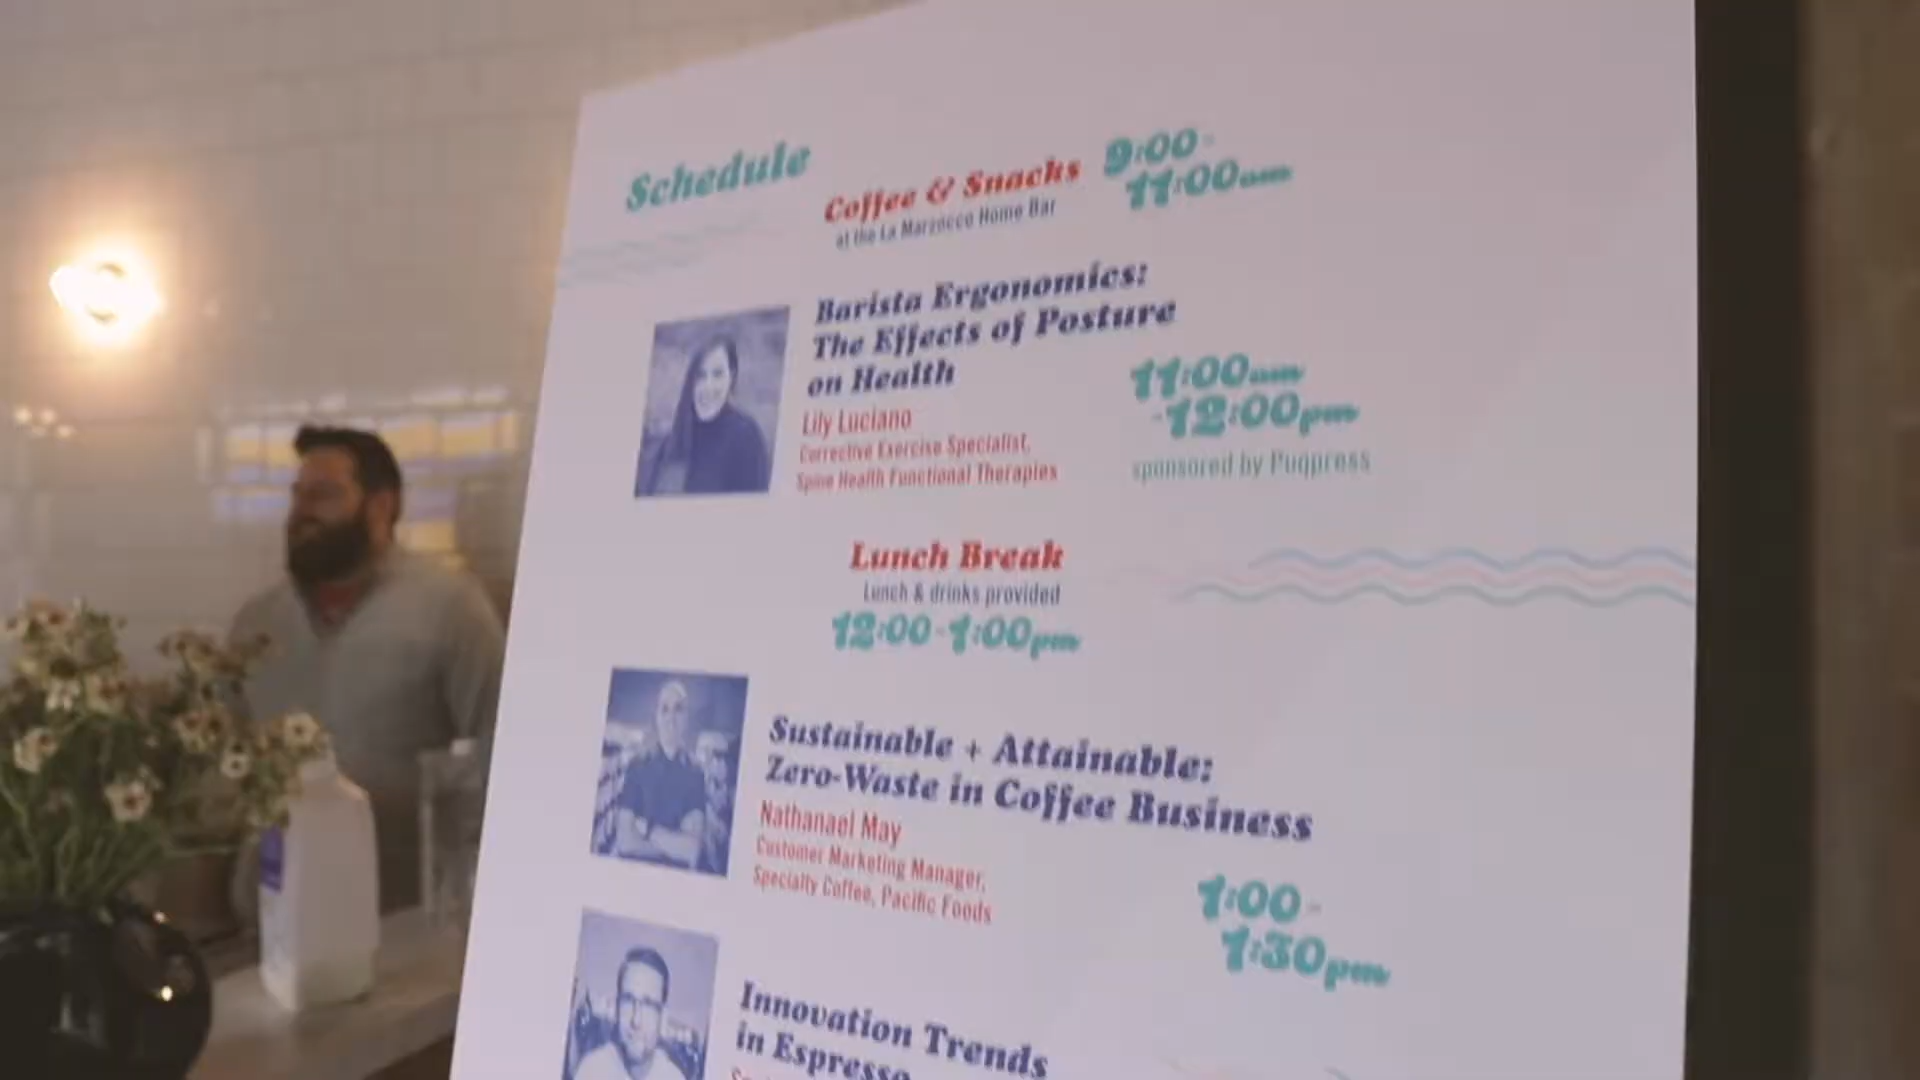 Schedule
Coffee & Snacks
at the La Marzocco Home Bar
9:00-
11:00am
Barista Ergonomics:
The Effects of Posture
on Health
Lily Luciano
Corrective Exercise Specialist,
Spine Health Functional Therapies
11:00am
-12:00pm
sponsored by Puqpress
Lunch Break
Lunch & drinks provided
12:00-1:00pm
Sustainable + Attainable:
Zero-Waste in Coffee Business
Nathanael May
Customer Marketing Manager,
Specialty Coffee, Pacific Foods
1:00-
1:30pm
Innovation Trends
in Espresso